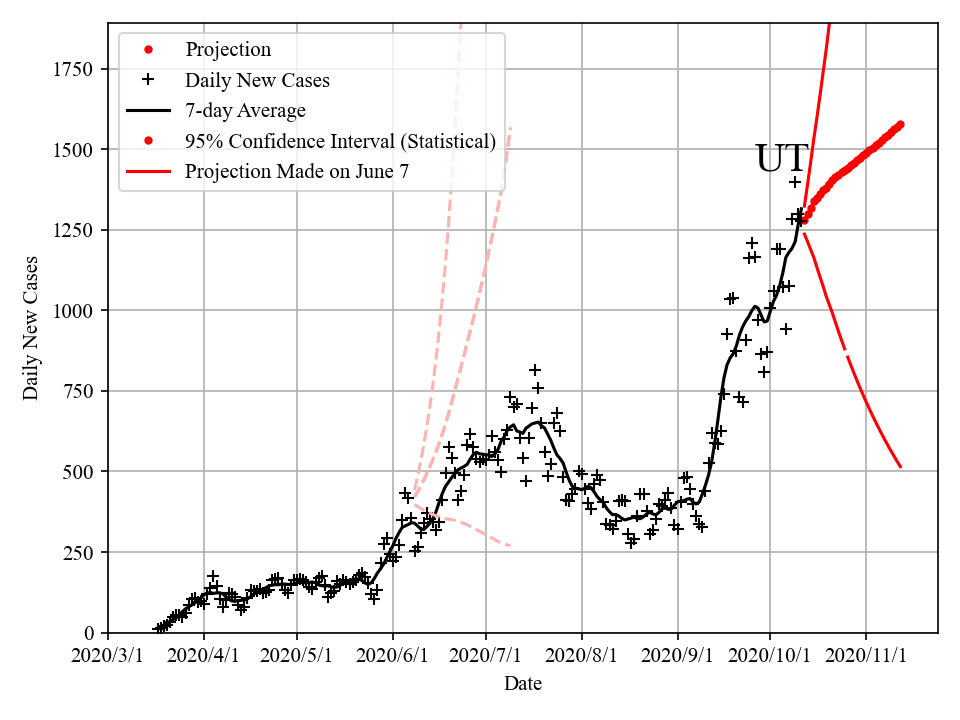 Projection
Daily New Cases
7-day Average
95% Confidence Interval (Statistical)
Projection Made on June 7
UT
1750
1500
1250
1000
750
500
250
0
2020/3/1 2020/4/1 2020/5/1 2020/6/1 2020/7/1 2020/8/1 2020/9/1 2020/10/1 2020/11/1
Date
Daily New Cases